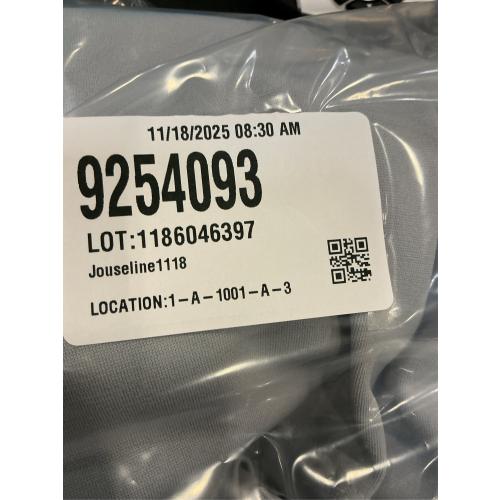 11/18/2025 08:30 AM
9254093
LOT:1186046397
Jouseline1118
LOCATION:1-A-1001-A-3